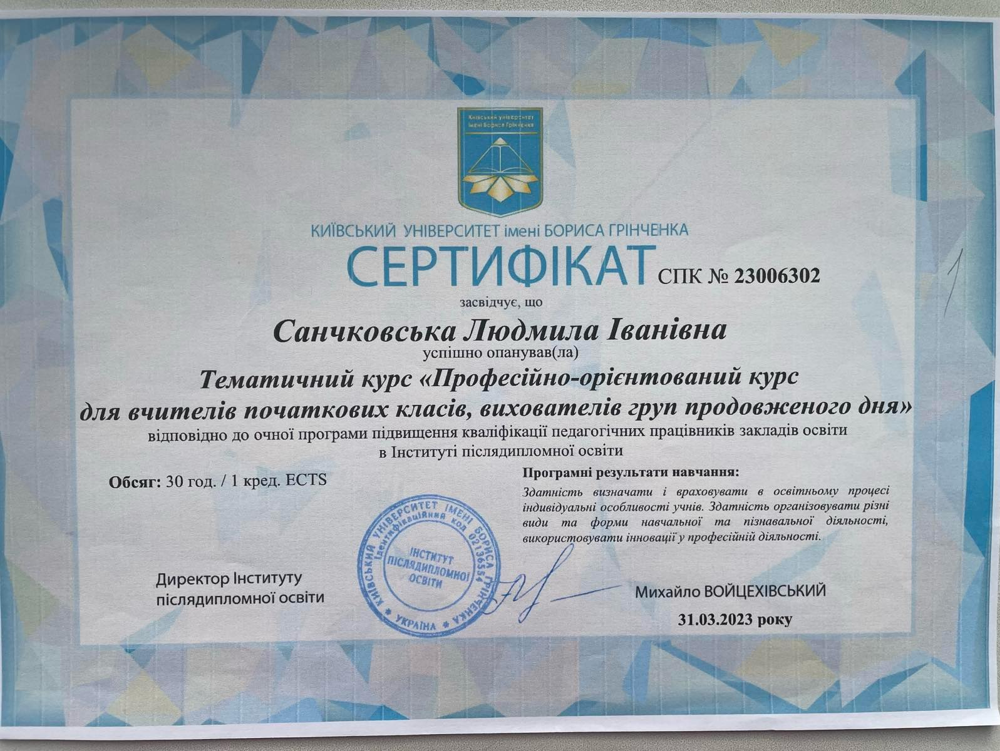 Київський університет
імені Бориса Грінченка
КИЇВСЬКИЙ УНІВЕРСИТЕТ імені БОРИСА ГРІНЧЕНКА
СЕРТИФІКАТ СПК № 23006302
засвідчує, що
Санчковська Людмила Іванівна
успішно опанував(ла)
Тематичний курс «Професійно-орієнтований курс
для вчителів початкових класів, вихователів груп продовженого дня»
відповідно до очної програми підвищення кваліфікації педагогічних працівників закладів освіти
в Інституті післядипломної освіти
Обсяг: 30 год. / 1 кред. ECTS
Програмні результати навчання:
Здатність визначати і враховувати в освітньому процесі
індивідуальні особливості учнів. Здатність організовувати різні
види та форми навчальної та пізнавальної діяльності,
використовувати інновації у професійній діяльності.
КИЇВСЬКИЙ УНІВЕРСИТЕТ ІМЕНІ БОРИСА ГРІНЧЕНКА * УКРАЇНА *
Ідентифікаційний код 02136554
ІНСТИТУТ
ПІСЛЯДИПЛОМНОЇ
ОСВІТИ
Директор Інституту
післядипломної освіти
Михайло ВОЙЦЕХІВСЬКИЙ
31.03.2023 року
1